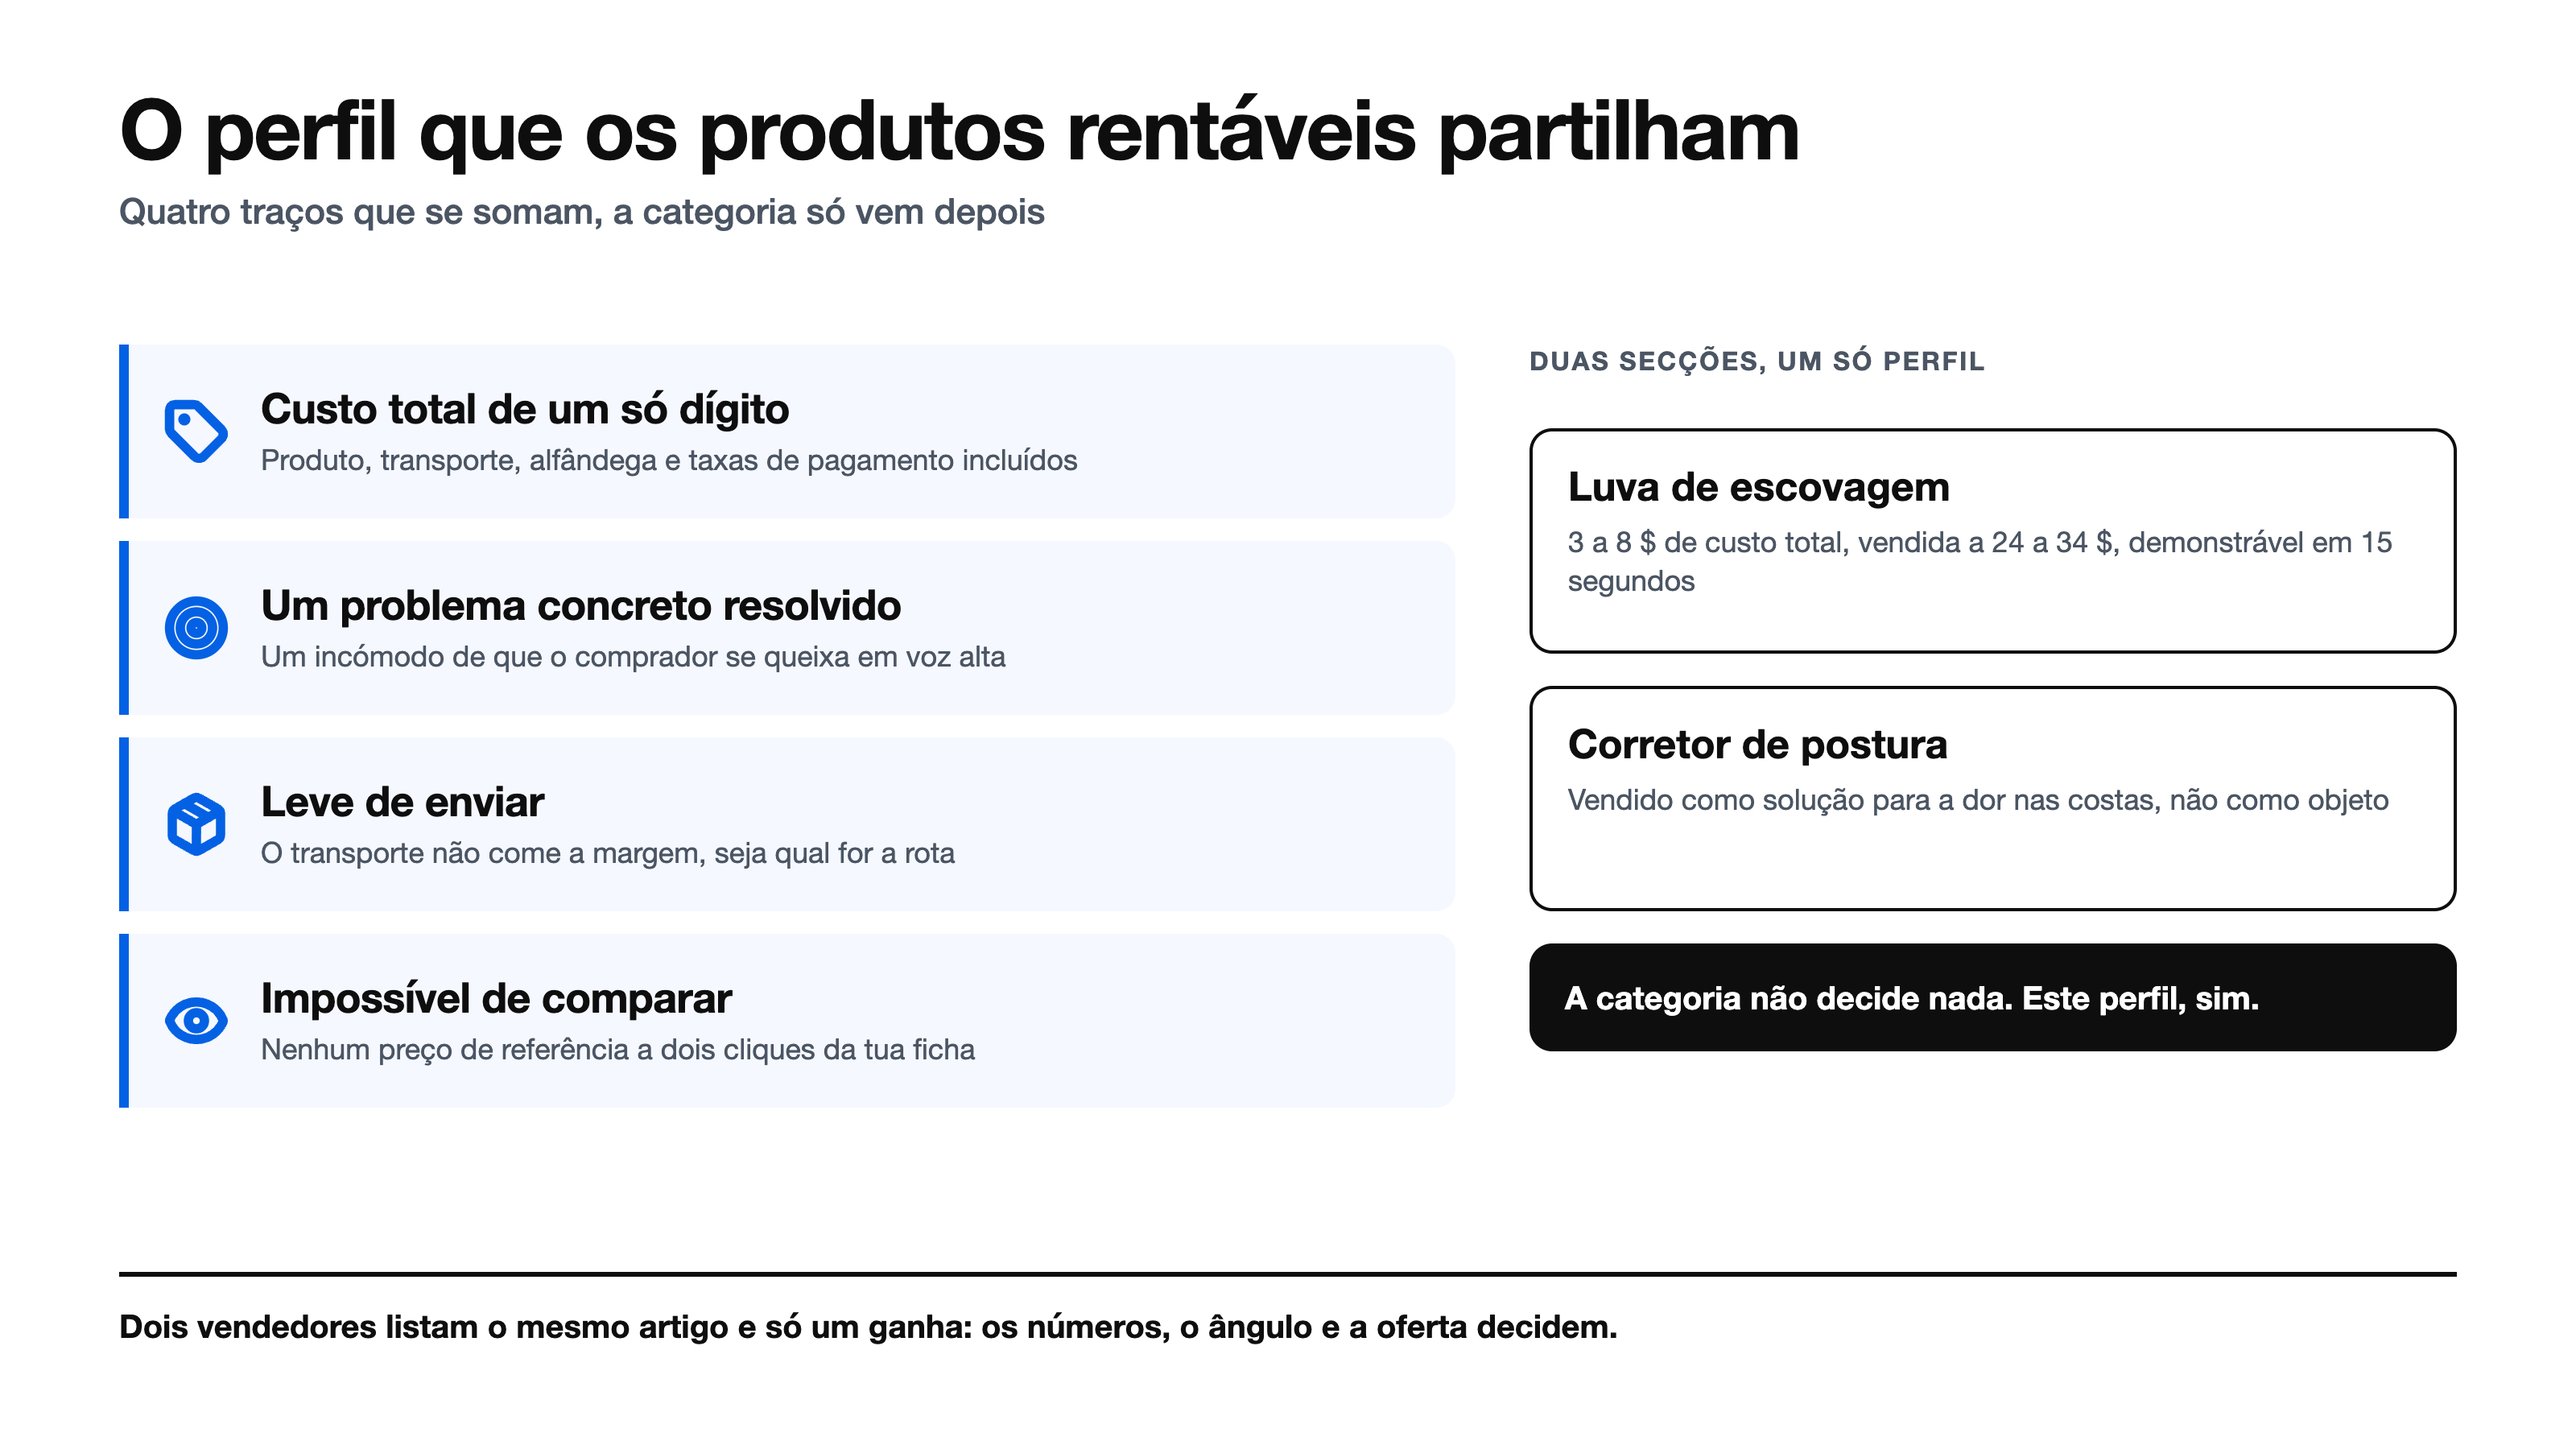 O perfil que os produtos rentáveis partilham
Quatro traços que se somam, a categoria só vem depois
Custo total de um só dígito
Produto, transporte, alfândega e taxas de pagamento incluídos
Um problema concreto resolvido
Um incómodo de que o comprador se queixa em voz alta
Leve de enviar
O transporte não come a margem, seja qual for a rota
Impossível de comparar
Nenhum preço de referência a dois cliques da tua ficha
DUAS SECÇÕES, UM SÓ PERFIL
Luva de escovagem
3 a 8 $ de custo total, vendida a 24 a 34 $, demonstrável em 15
segundos
Corretor de postura
Vendido como solução para a dor nas costas, não como objeto
A categoria não decide nada. Este perfil, sim.
Dois vendedores listam o mesmo artigo e só um ganha: os números, o ângulo e a oferta decidem.